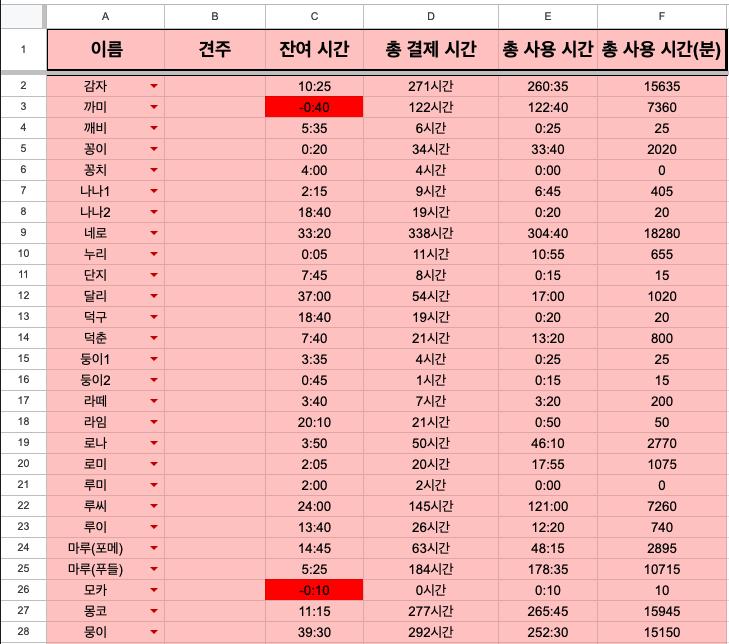 A B C D E F
1 이름 견주 잔여 시간 총 결제 시간 총 사용 시간 총 사용 시간(분)
2 감자 10:25 271시간 260:35 15635
3 까미 -0:40 122시간 122:40 7360
4 깨비 5:35 6시간 0:25 25
5 꽁이 0:20 34시간 33:40 2020
6 꽁치 4:00 4시간 0:00 0
7 나나1 2:15 9시간 6:45 405
8 나나2 18:40 19시간 0:20 20
9 네로 33:20 338시간 304:40 18280
10 누리 0:05 11시간 10:55 655
11 단지 7:45 8시간 0:15 15
12 달리 37:00 54시간 17:00 1020
13 덕구 18:40 19시간 0:20 20
14 덕춘 7:40 21시간 13:20 800
15 둥이1 3:35 4시간 0:25 25
16 둥이2 0:45 1시간 0:15 15
17 라떼 3:40 7시간 3:20 200
18 라임 20:10 21시간 0:50 50
19 로나 3:50 50시간 46:10 2770
20 로미 2:05 20시간 17:55 1075
21 루미 2:00 2시간 0:00 0
22 루씨 24:00 145시간 121:00 7260
23 루이 13:40 26시간 12:20 740
24 마루(포메) 14:45 63시간 48:15 2895
25 마루(푸들) 5:25 184시간 178:35 10715
26 모카 -0:10 0시간 0:10 10
27 몽코 11:15 277시간 265:45 15945
28 뭉이 39:30 292시간 252:30 15150